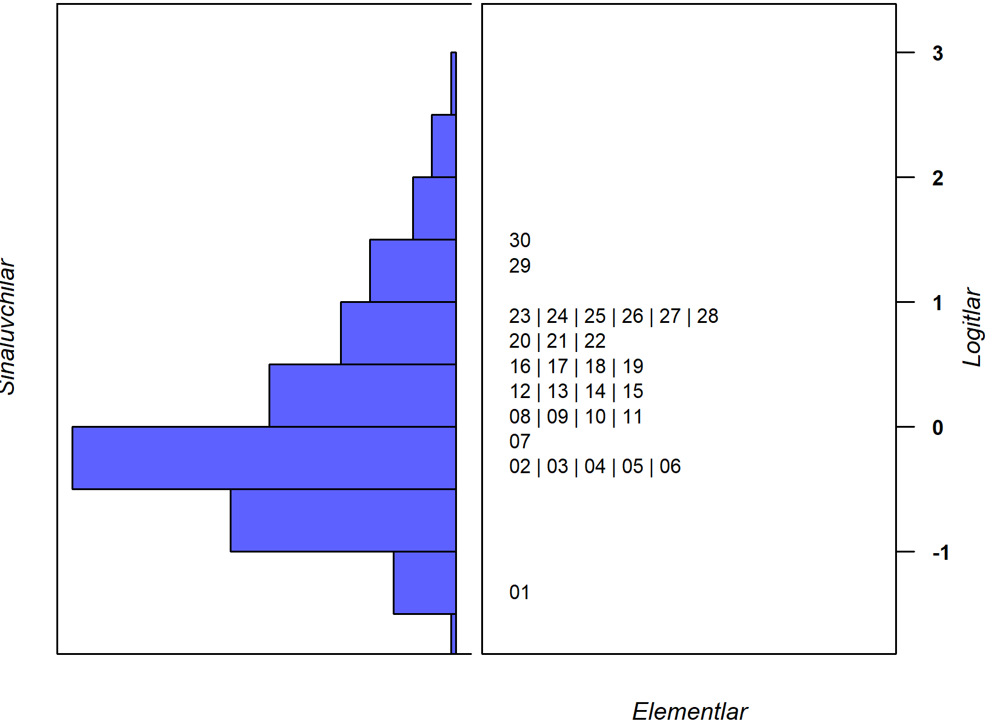 Sinaluvchilar
30
29
23 | 24 | 25 | 26 | 27 | 28
20 | 21 | 22
16 | 17 | 18 | 19
12 | 13 | 14 | 15
08 | 09 | 10 | 11
07
02 | 03 | 04 | 05 | 06
01
3
2
1
0
-1
Logitlar
Elementlar